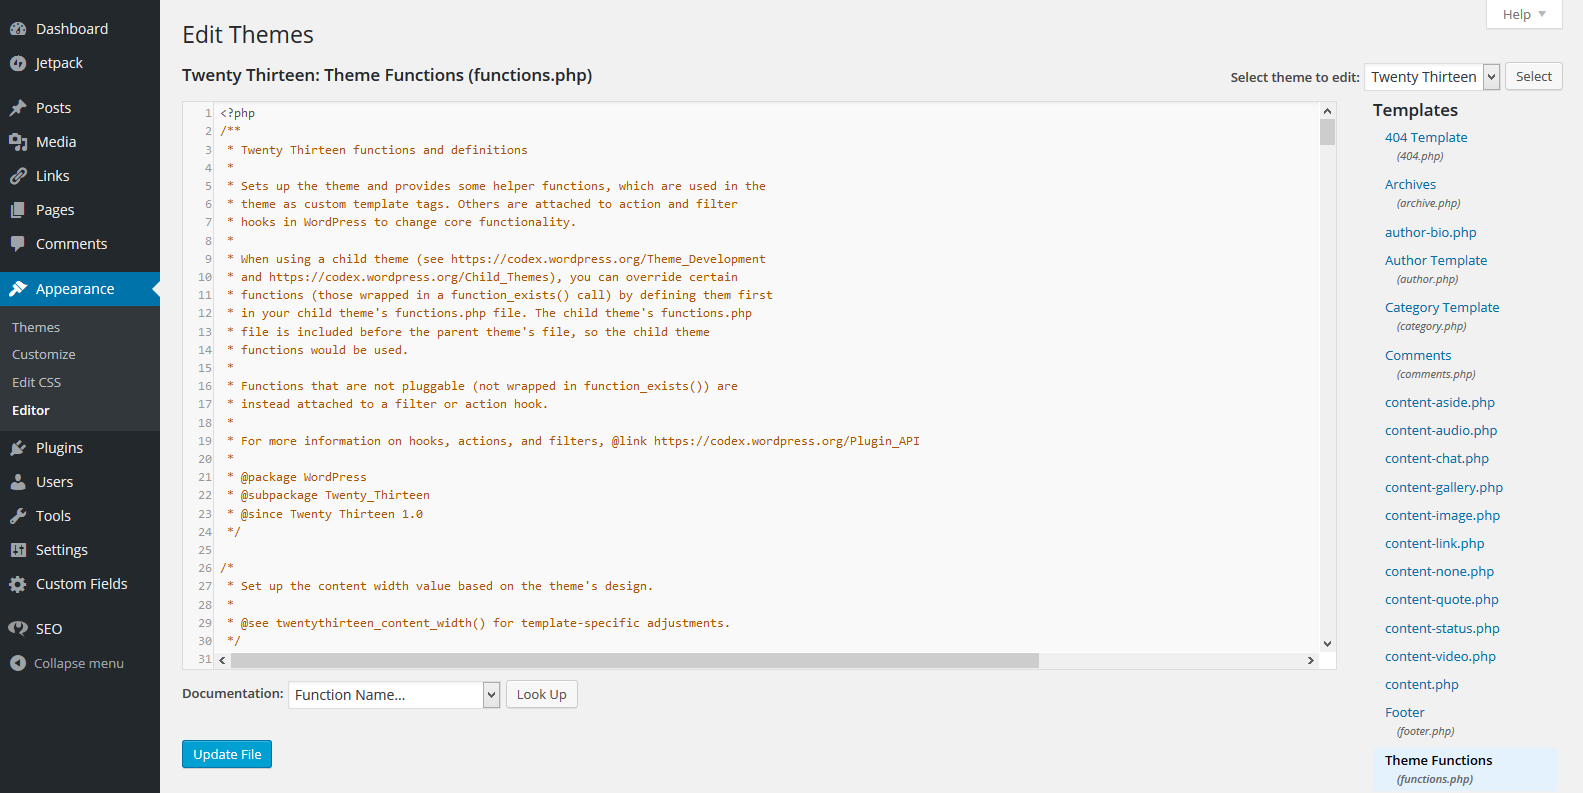 Dashboard
Jetpack
Posts
Media
Links
Pages
Comments
Appearance
Themes
Customize
Edit CSS
Editor
Plugins
Users
Tools
Settings
Custom Fields
SEO
Collapse menu
Help
Edit Themes
Twenty Thirteen: Theme Functions (functions.php)
Select theme to edit: Twenty Thirteen Select
1 <?php
2 /**
3 * Twenty Thirteen functions and definitions
4 *
5 * Sets up the theme and provides some helper functions, which are used in the
6 * theme as custom template tags. Others are attached to action and filter
7 * hooks in WordPress to change core functionality.
8 *
9 * When using a child theme (see https://codex.wordpress.org/Theme_Development
10 * and https://codex.wordpress.org/Child_Themes), you can override certain
11 * functions (those wrapped in a function_exists() call) by defining them first
12 * in your child theme's functions.php file. The child theme's functions.php
13 * file is included before the parent theme's file, so the child theme
14 * functions would be used.
15 *
16 * Functions that are not pluggable (not wrapped in function_exists()) are
17 * instead attached to a filter or action hook.
18 *
19 * For more information on hooks, actions, and filters, @link https://codex.wordpress.org/Plugin_API
20 *
21 * @package WordPress
22 * @subpackage Twenty_Thirteen
23 * @since Twenty Thirteen 1.0
24 */
25
26 /*
27 * Set up the content width value based on the theme's design.
28 *
29 * @see twentythirteen_content_width() for template-specific adjustments.
30 */
31
Documentation: Function Name... Look Up
Update File
Templates
404 Template
(404.php)
Archives
(archive.php)
author-bio.php
Author Template
(author.php)
Category Template
(category.php)
Comments
(comments.php)
content-aside.php
content-audio.php
content-chat.php
content-gallery.php
content-image.php
content-link.php
content-none.php
content-quote.php
content-status.php
content-video.php
content.php
Footer
(footer.php)
Theme Functions
(functions.php)